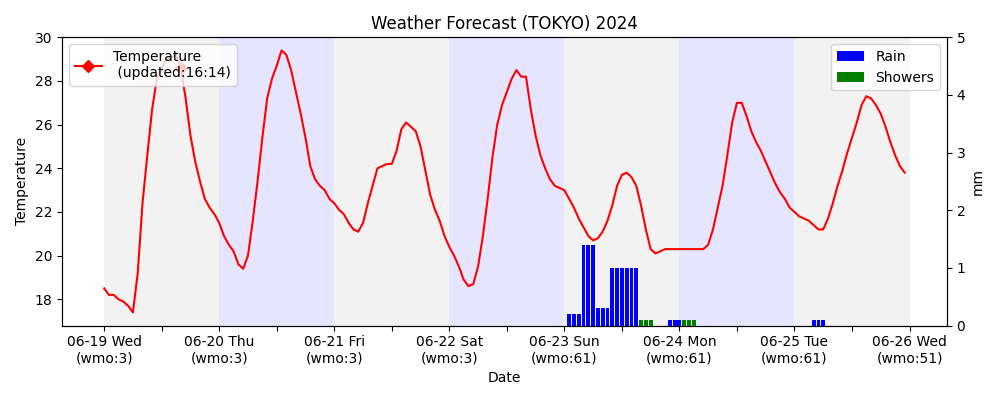 Weather Forecast (TOKYO) 2024
Temperature
(updated:16:14)
Rain
Showers
30
28
26
24
22
20
18
Temperature
5
4
3
2
1
0
mm
06-19 Wed
(wmo:3)
06-20 Thu
(wmo:3)
06-21 Fri
(wmo:3)
06-22 Sat
(wmo:3)
06-23 Sun
(wmo:61)
06-24 Mon
(wmo:61)
06-25 Tue
(wmo:61)
06-26 Wed
(wmo:51)
Date